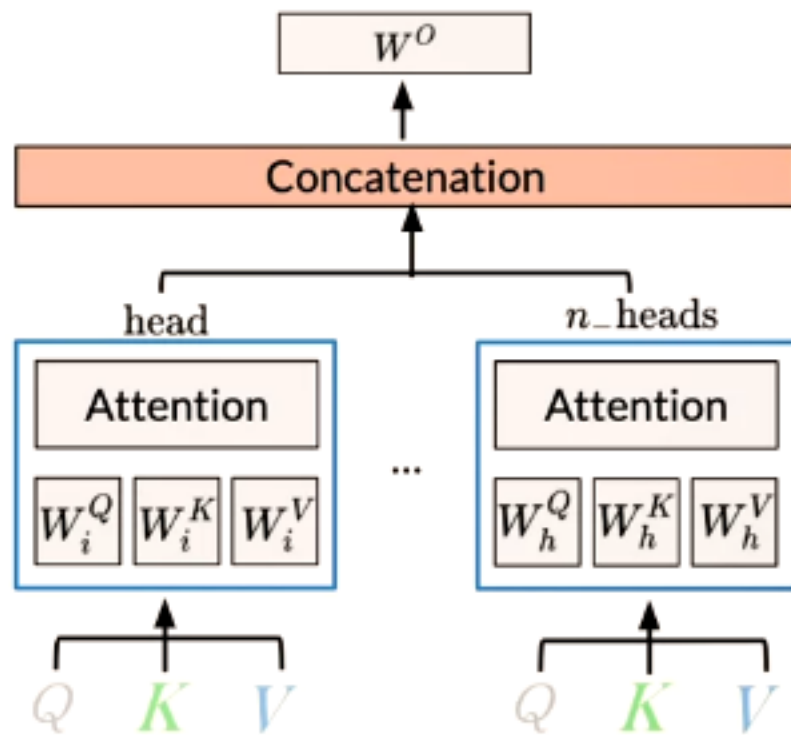 W^O
Concatenation
head n_heads
Attention Attention
...
W_i^Q W_i^K W_i^V W_h^Q W_h^K W_h^V
Q K V Q K V